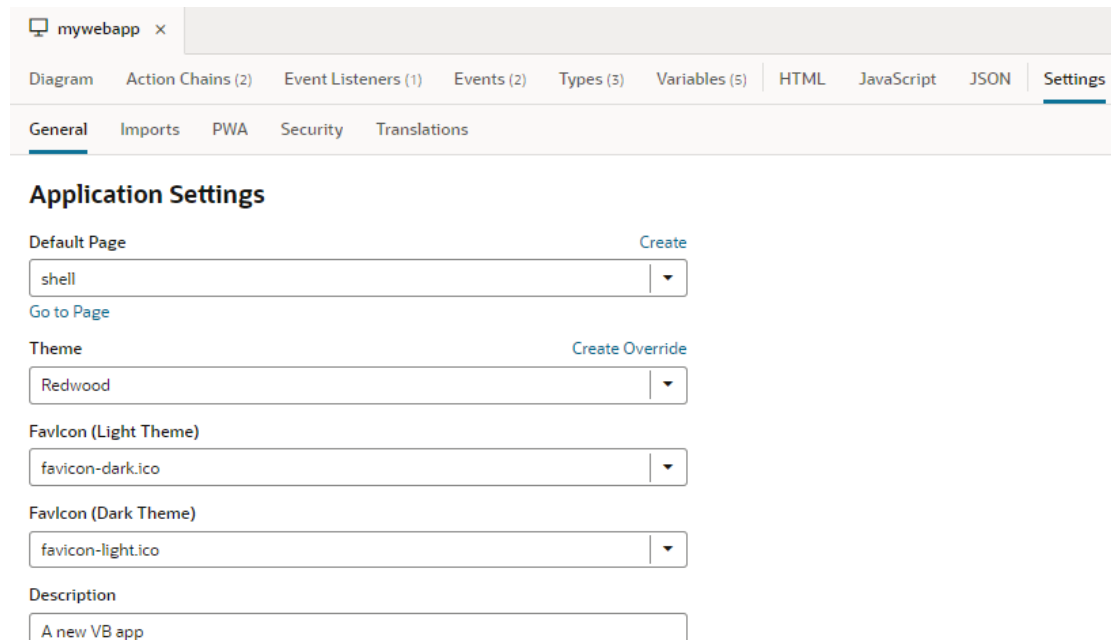 mywebapp ×
Diagram Action Chains (2) Event Listeners (1) Events (2) Types (3) Variables (5) HTML JavaScript JSON Settings
General Imports PWA Security Translations
Application Settings
Default Page Create
shell
Go to Page
Theme Create Override
Redwood
FavIcon (Light Theme)
favicon-dark.ico
FavIcon (Dark Theme)
favicon-light.ico
Description
A new VB app